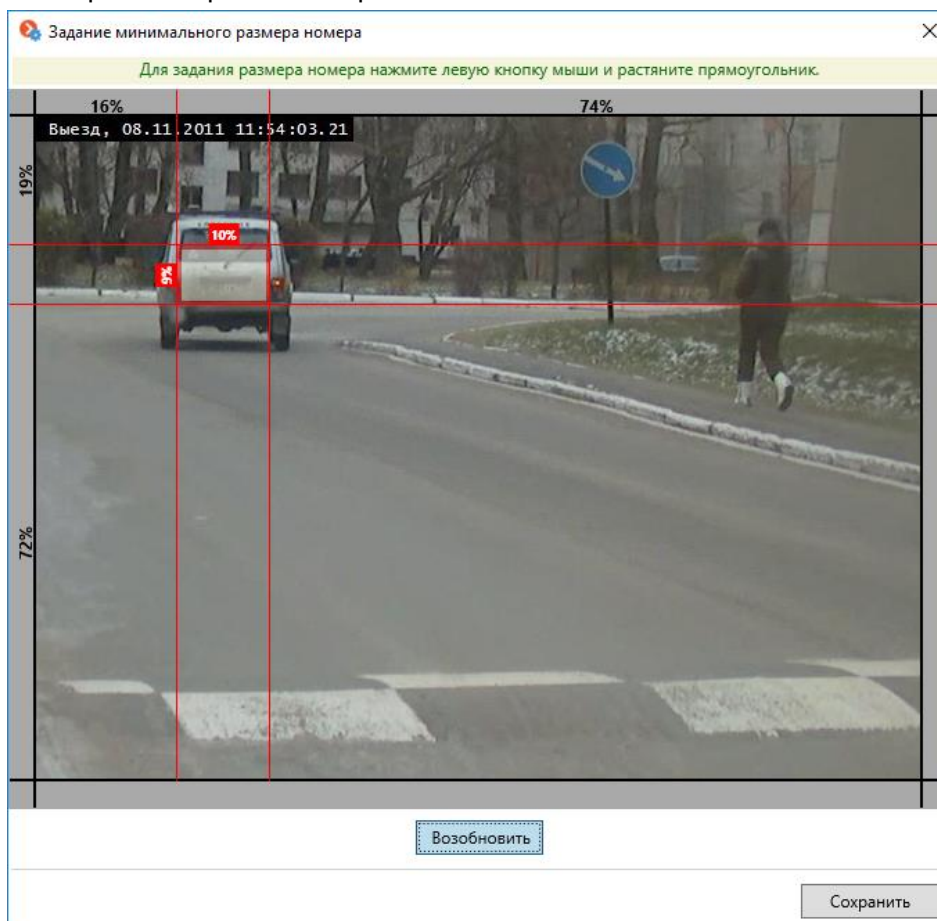 Задание минимального размера номера
Для задания размера номера нажмите левую кнопку мыши и растяните прямоугольник.
16%
74%
Выезд, 08.11.2011 11:54:03.21
19%
10%
9%
72%
Возобновить
Сохранить